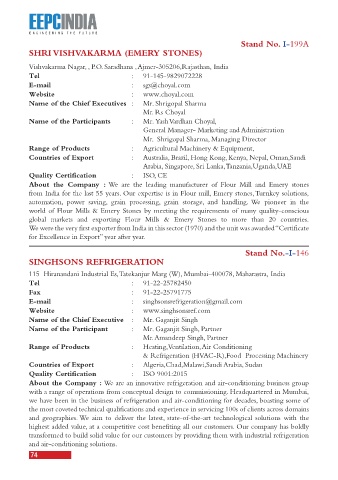 EEPCINDIA
ENGINEERING THE FUTURE
Stand No. I-199A
SHRI VISHVAKARMA (EMERY STONES)
Vishvakarma Nagar, , P.O. Saradhana , Ajmer-305206,Rajasthan, India
Tel : 91-145-9829072228
E-mail : sgs@choyal.com
Website : www.choyal.com
Name of the Chief Executives : Mr. Shrigopal Sharma
Mr. Rs Choyal
Name of the Participants : Mr. Yash Vardhan Choyal,
General Manager- Marketing and Administration
Mr. Shrigopal Sharma, Managing Director
Range of Products : Agricultural Machinery & Equipment,
Countries of Export : Australia, Brazil, Hong Kong, Kenya, Nepal, Oman,Saudi
Arabia, Singapore, Sri Lanka,Tanzania,Uganda,UAE
Quality Certification : ISO, CE
About the Company : We are the leading manufacturer of Flour Mill and Emery stones
from India for the last 55 years. Our expertise is in Flour mill, Emery stones, Turnkey solutions,
automation, power saving, grain processing, grain storage, and handling. We pioneer in the
world of Flour Mills & Emery Stones by meeting the requirements of many quality-conscious
global markets and exporting Flour Mills & Emery Stones to more than 20 countries.
We were the very first exporter from India in this sector (1970) and the unit was awarded "Certificate
for Excellence in Export" year after year.
Stand No.-I-146
SINGHSONS REFRIGERATION
115 Hiranandani Industrial Es,Tatekanjur Marg (W), Mumbai-400078, Maharastra, India
Tel : 91-22-25782450
Fax : 91-22-25791775
E-mail : singhsonsrefrigeration@gmail.com
Website : www.singhsonsref.com
Name of the Chief Executive : Mr. Gaganjit Singh
Name of the Participant : Mr. Gaganjit Singh, Partner
Mr. Amandeep Singh, Partner
Range of Products : Heating,Ventilation,Air Conditioning
& Refrigeration (HVAC-R),Food Processing Machinery
Countries of Export : Algeria,Chad,Malawi,Saudi Arabia, Sudan
Quality Certification : ISO 9001:2015
About the Company : We are an innovative refrigeration and air-conditioning business group
with a range of operations from conceptual design to commissioning. Headquartered in Mumbai,
we have been in the business of refrigeration and air-conditioning for decades, boasting some of
the most coveted technical qualifications and experience in servicing 100s of clients across domains
and geographies. We aim to deliver the latest, state-of-the-art technological solutions with the
highest added value, at a competitive cost benefiting all our customers. Our company has boldly
transformed to build solid value for our customers by providing them with industrial refrigeration
and air-conditioning solutions.
74